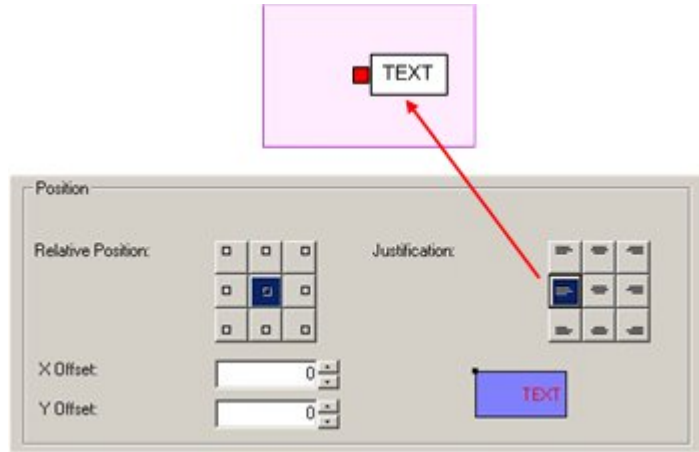 TEXT
Position
Relative Position:
Justification:
X Offset:
0
Y Offset:
0
TEXT